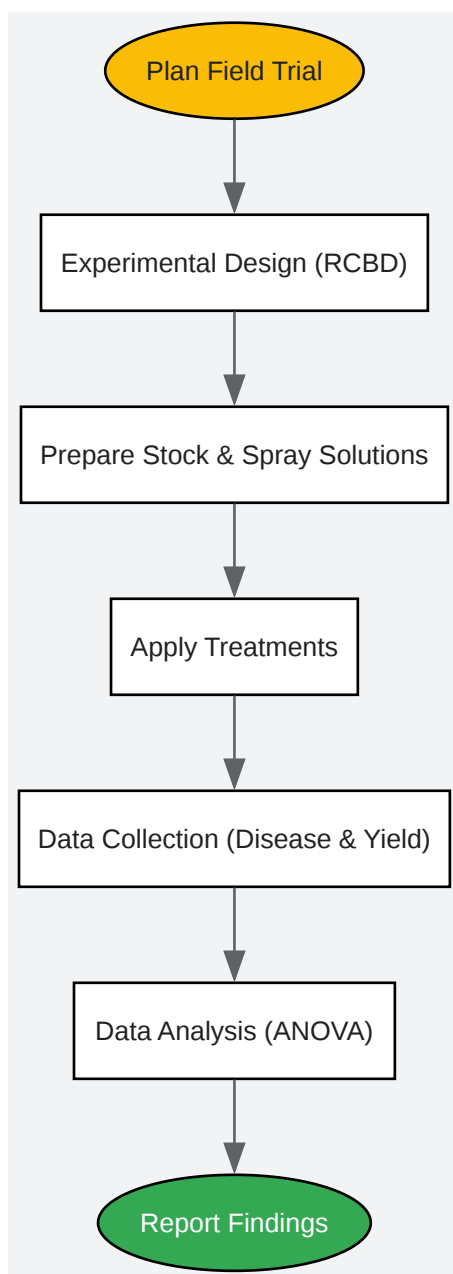 Plan Field Trial
Experimental Design (RCBD)
Prepare Stock & Spray Solutions
Apply Treatments
Data Collection (Disease & Yield)
Data Analysis (ANOVA)
Report Findings